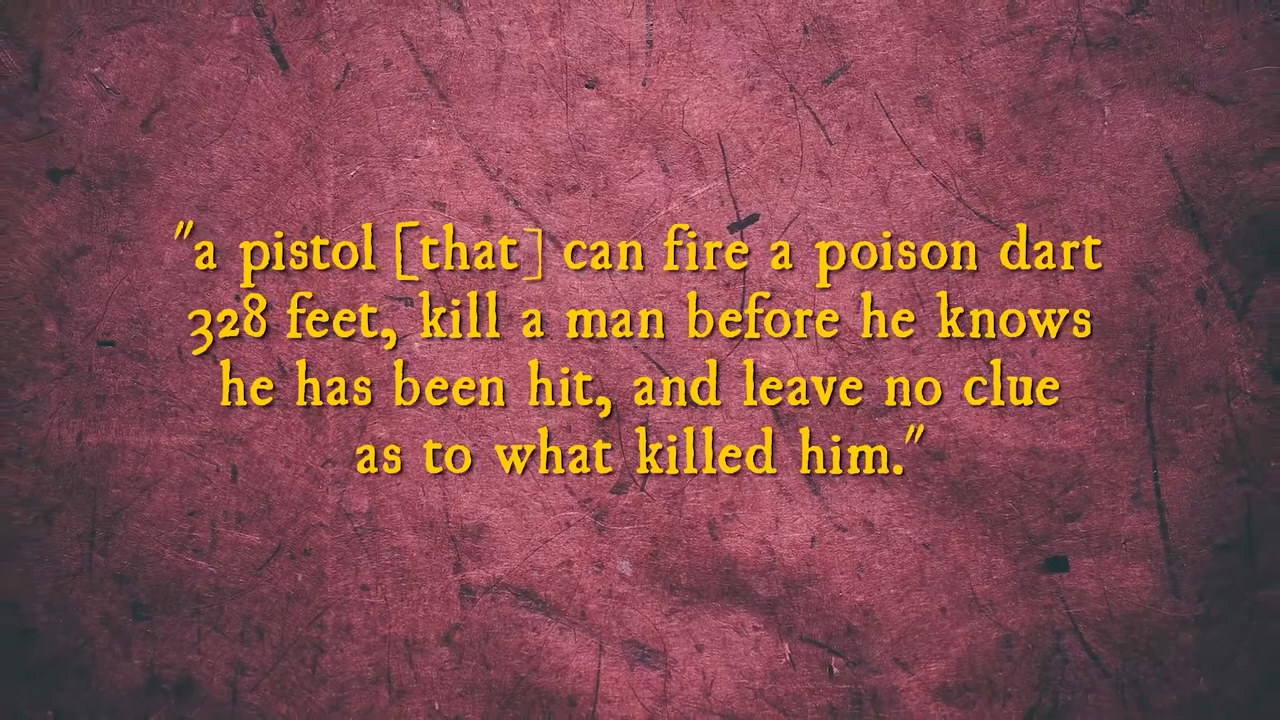 "a pistol [that] can fire a poison dart
328 feet, kill a man before he knows
he has been hit, and leave no clue
as to what killed him."